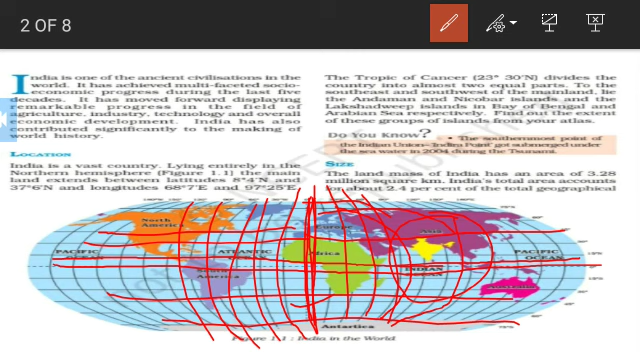 2 OF 8
India is one of the ancient civilisations in the
world. It has achieved multi-faceted socio-
economic progress during the last five
decades. It has moved forward displaying
remarkable progress in the field of
agriculture, industry, technology and overall
economic development. India has also
contributed significantly to the making of
world history.
LOCATION
India is a vast country. Lying entirely in the
Northern hemisphere (Figure 1.1) the main
land extends between latitudes 8°4'N and
37°6'N and longitudes 68°7'E and 97°25'E
The Tropic of Cancer (23° 30'N) divides the
country into almost two equal parts. To the
southeast and southwest of the mainland, lie
the Andaman and Nicobar islands and the
Lakshadweep islands in Bay of Bengal and
Arabian Sea respectively. Find out the extent
of these groups of islands from your atlas.
DO YOU KNOW?
• The southernmost point of
the Indian Union– 'Indira Point' got submerged under
the sea water in 2004 during the Tsunami.
SIZE
The land mass of India has an area of 3.28
million square km. India's total area accounts
for about 2.4 per cent of the total geographical
North
America
Europe
Asia
PACIFIC
OCEAN
ATLANTIC
OCEAN
Africa
PACIFIC
OCEAN
South
America
INDIAN
OCEAN
Australia
Antartica
Figure 1.1 : India in the World